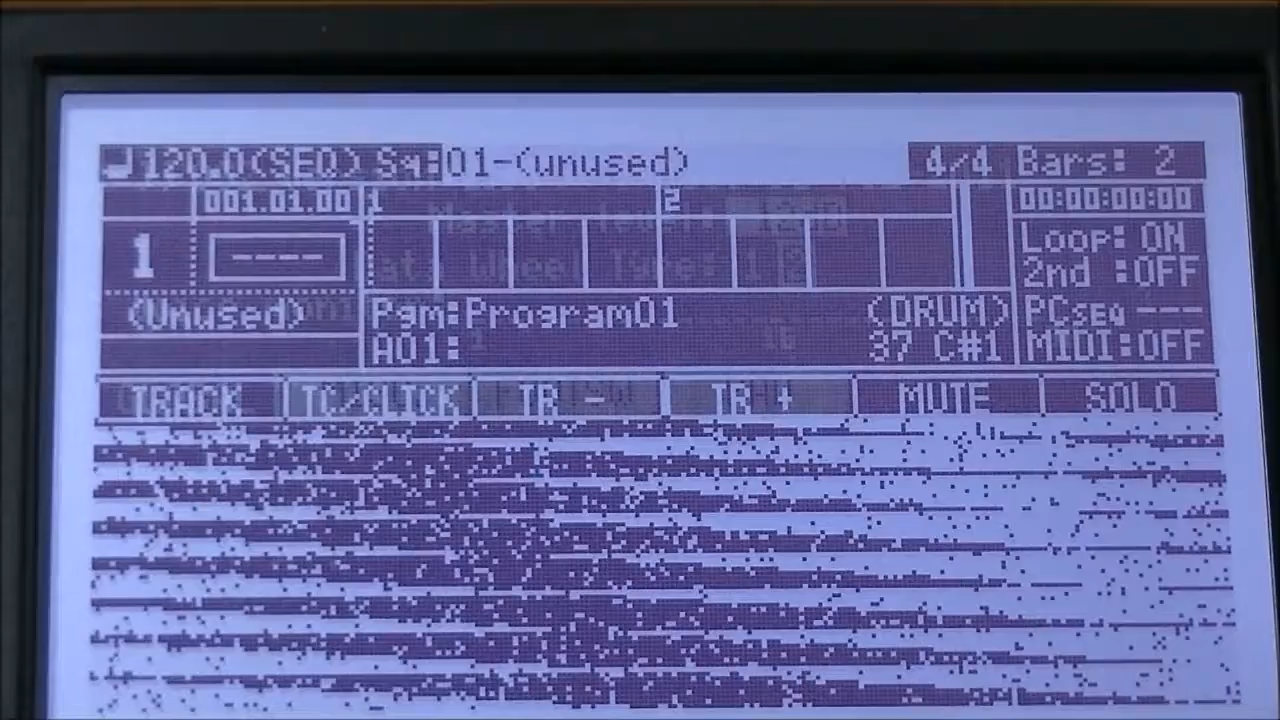 ♩120.0(SEQ) Sq:01-(unused) 4/4 Bars: 2
001.01.00 1 2 00:00:00:00
Master level:
1 ---- Loop: ON
2nd :OFF
(Unused) Pgm:Program01 (DRUM) PCSEQ---
A01: 37 C#1 MIDI:OFF
TRACK TC/CLICK TR - TR + MUTE SOLO